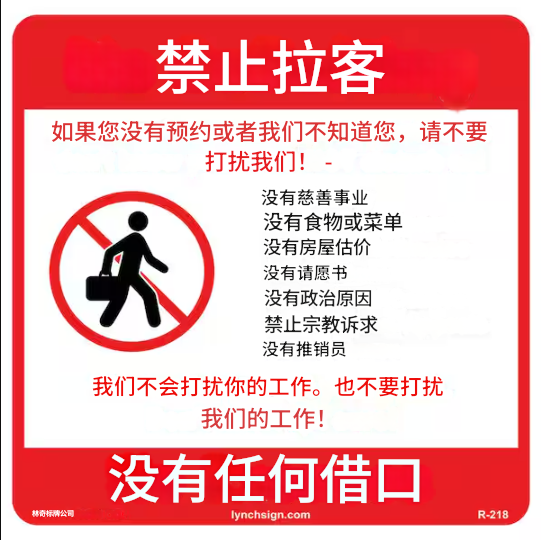 禁止拉客
如果您没有预约或者我们不知道您，请不要
打扰我们！ -
没有慈善事业
没有食物或菜单
没有房屋估价
没有请愿书
没有政治原因
禁止宗教诉求
没有推销员
我们不会打扰你的工作。也不要打扰
我们的工作！
没有任何借口
林奇标牌公司
lynchsign.com
R-218